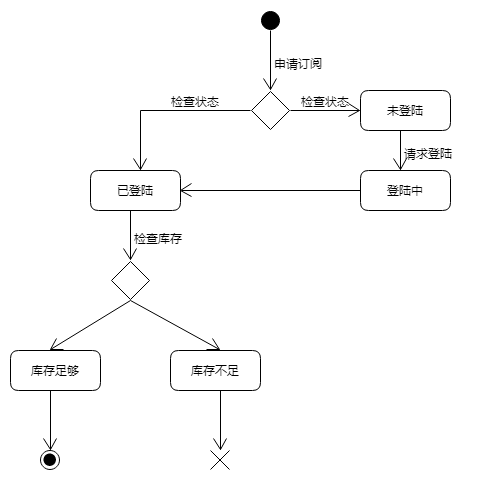 申请订阅
检查状态
检查状态
未登陆
请求登陆
已登陆
登陆中
检查库存
库存足够
库存不足